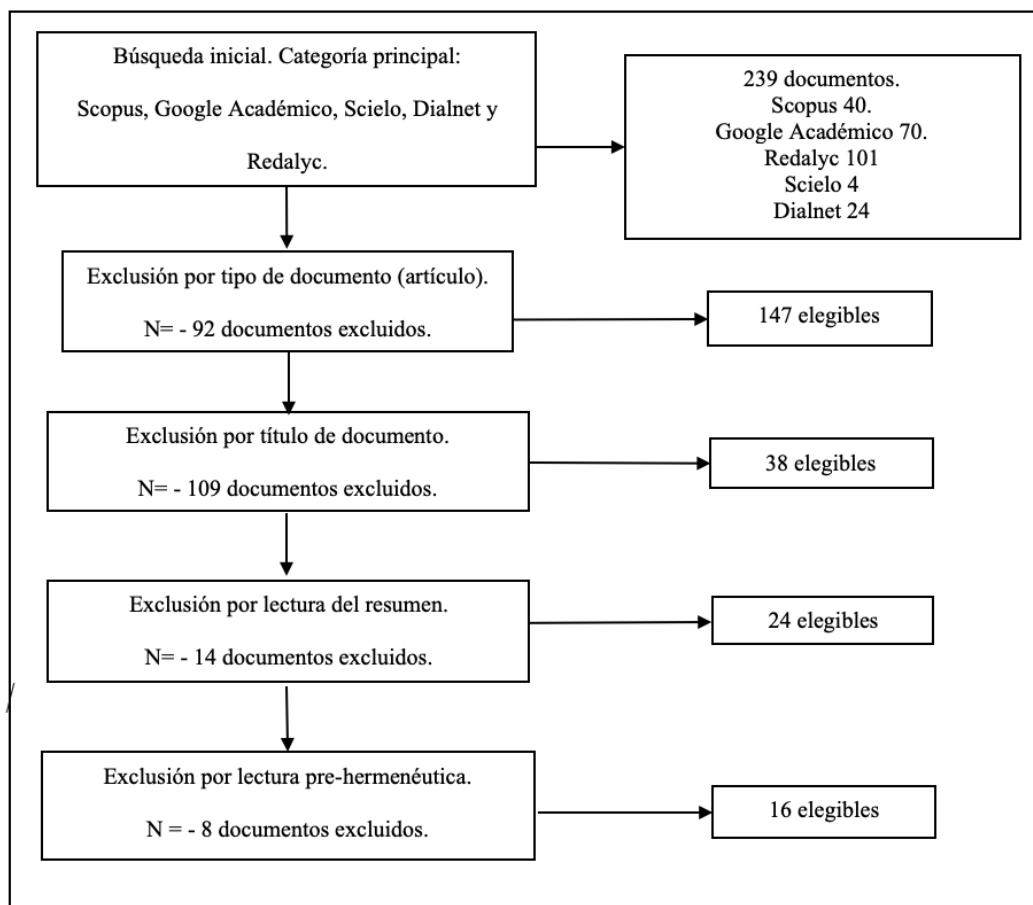 Búsqueda inicial. Categoría principal:
Scopus, Google Académico, Scielo, Dialnet y
Redalyc.
239 documentos.
Scopus 40.
Google Académico 70.
Redalyc 101
Scielo 4
Dialnet 24
Exclusión por tipo de documento (artículo).
N= - 92 documentos excluidos.
147 elegibles
Exclusión por título de documento.
N= - 109 documentos excluidos.
38 elegibles
Exclusión por lectura del resumen.
N= - 14 documentos excluidos.
24 elegibles
Exclusión por lectura pre-hermenéutica.
N = - 8 documentos excluidos.
16 elegibles